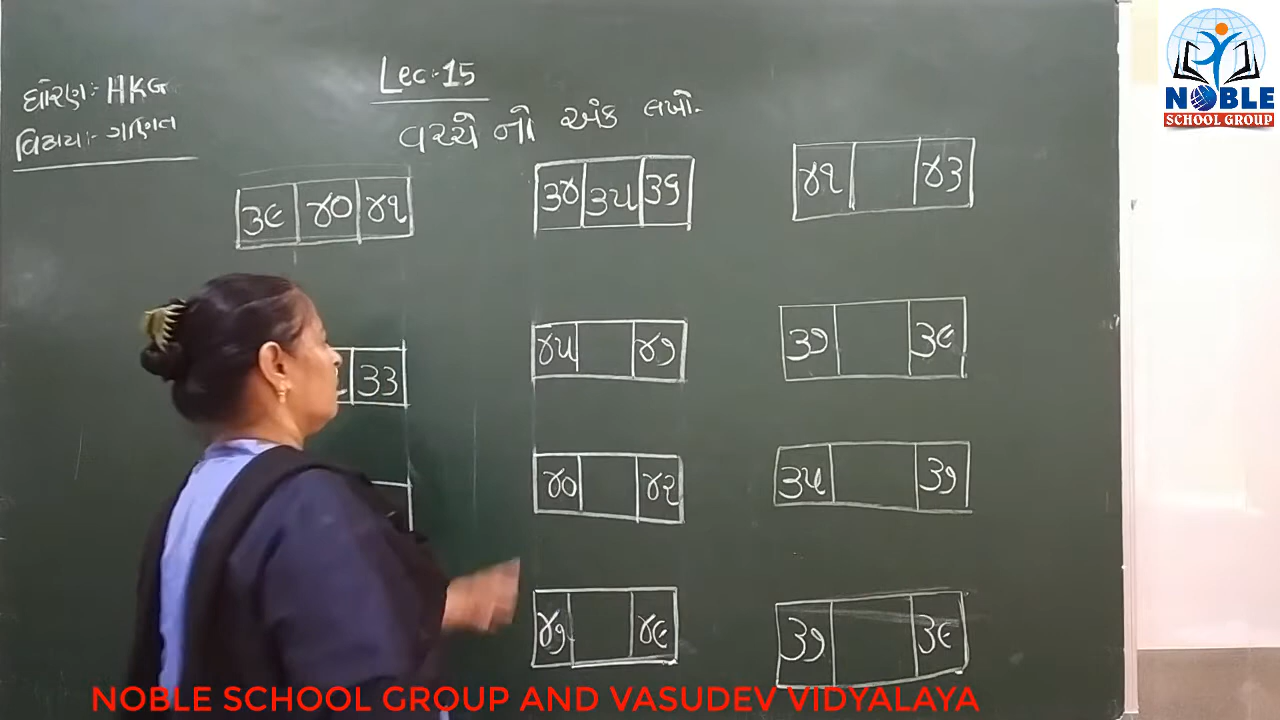 Lec:-15
ધોરણ:- HKG
વિષય:- ગણિત
વચ્ચે નો અંક લખો-
૩૯ ૪૦ ૪૧
૩૪ ૩૫ ૩૬
૪૧ ૪૩
૩૩
૪૫ ૪૭
૩૭ ૩૯
૪૦ ૪૨
૩૫ ૩૭
૪૭ ૪૯
૩૭ ૩૯
NOBLE
SCHOOL GROUP
NOBLE SCHOOL GROUP AND VASUDEV VIDYALAYA